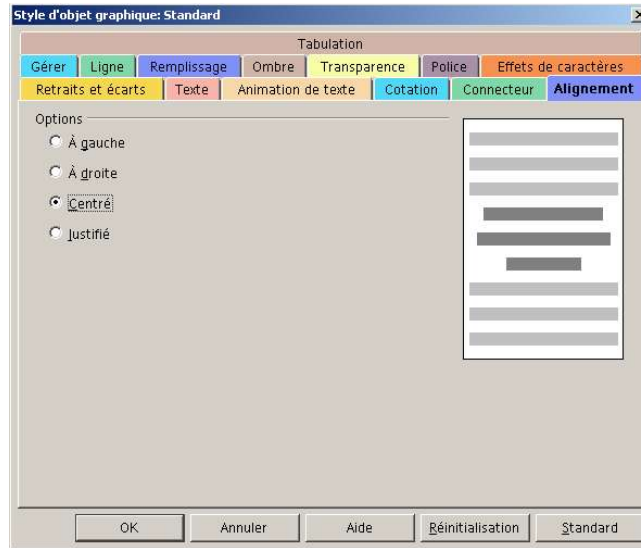 Style d'objet graphique: Standard
Tabulation
Gérer Ligne Remplissage Ombre Transparence Police Effets de caractères
Retraits et écarts Texte Animation de texte Cotation Connecteur Alignement
Options
À gauche
À droite
Centré
Justifié
OK Annuler Aide Réinitialisation Standard